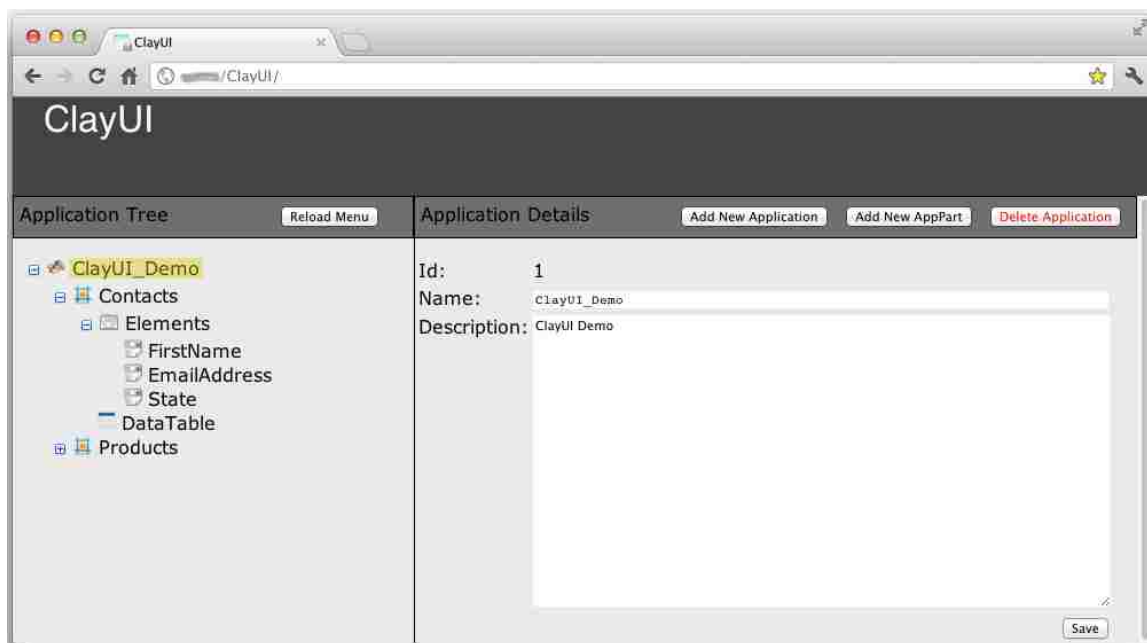 ClayUI
/ClayUI/
ClayUI
Application Tree
Reload Menu
Application Details
Add New Application
Add New AppPart
Delete Application
ClayUI_Demo
Contacts
Elements
FirstName
EmailAddress
State
DataTable
Products
Id: 1
Name: ClayUI_Demo
Description: ClayUI Demo
Save